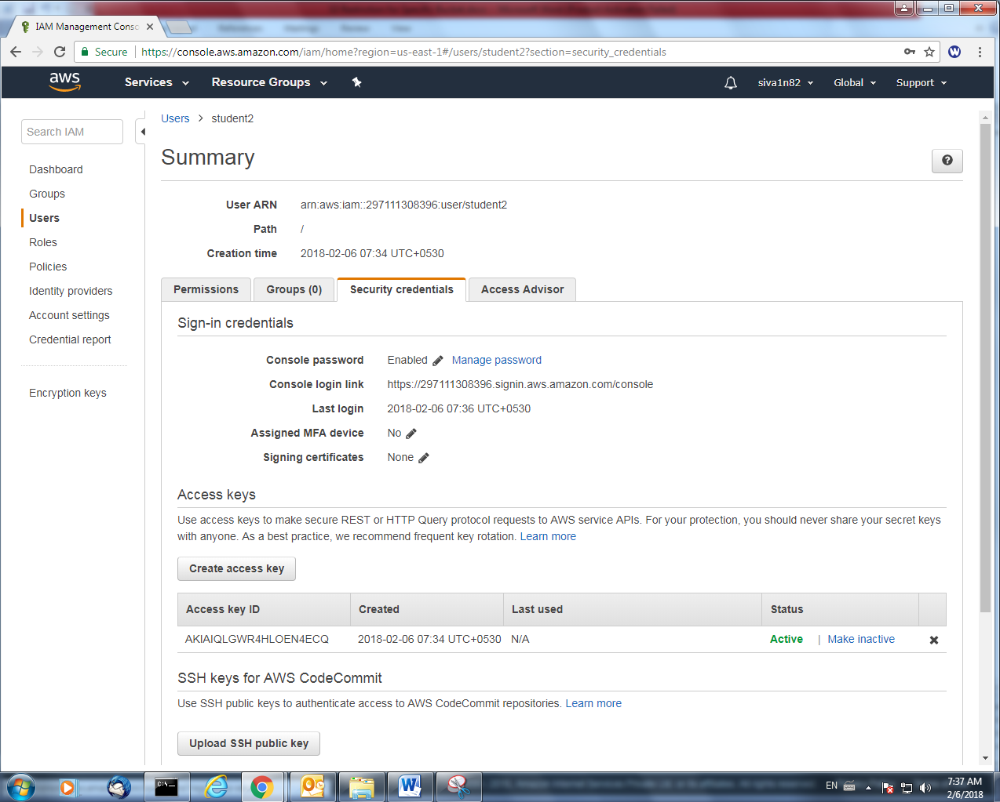 IAM Management Conso
Secure https://console.aws.amazon.com/iam/home?region=us-east-1#/users/student2?section=security_credentials
aws Services Resource Groups siva1n82 Global Support
Search IAM
Dashboard
Groups
Users
Roles
Policies
Identity providers
Account settings
Credential report
Encryption keys
Users > student2
Summary
User ARN arn:aws:iam::297111308396:user/student2
Path /
Creation time 2018-02-06 07:34 UTC+0530
Permissions Groups (0) Security credentials Access Advisor
Sign-in credentials
Console password Enabled Manage password
Console login link https://297111308396.signin.aws.amazon.com/console
Last login 2018-02-06 07:36 UTC+0530
Assigned MFA device No
Signing certificates None
Access keys
Use access keys to make secure REST or HTTP Query protocol requests to AWS service APIs. For your protection, you should never share your secret keys
with anyone. As a best practice, we recommend frequent key rotation. Learn more
Create access key
Access key ID Created Last used Status
AKIAIQLGWR4HLOEN4ECQ 2018-02-06 07:34 UTC+0530 N/A Active | Make inactive
SSH keys for AWS CodeCommit
Use SSH public keys to authenticate access to AWS CodeCommit repositories. Learn more
Upload SSH public key
EN 7:37 AM
2/6/2018